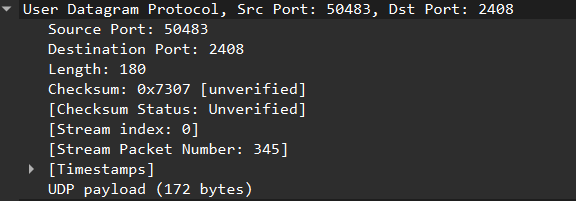 User Datagram Protocol, Src Port: 50483, Dst Port: 2408
Source Port: 50483
Destination Port: 2408
Length: 180
Checksum: 0x7307 [unverified]
[Checksum Status: Unverified]
[Stream index: 0]
[Stream Packet Number: 345]
[Timestamps]
UDP payload (172 bytes)